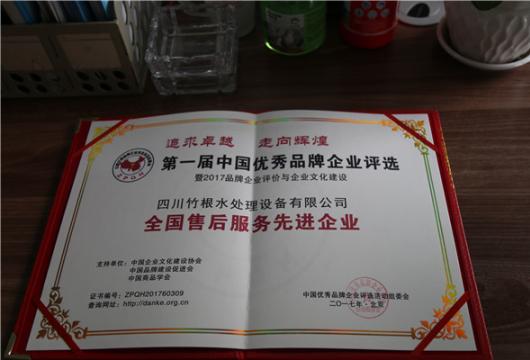 追求卓越 走向辉煌
第一届中国优秀品牌企业评选
暨2017品牌企业评价与企业文化建设
四川竹根水处理设备有限公司
全国售后服务先进企业
支持单位：中国企业文化建设协会
中国品牌建设促进会
中国商品学会
证书编号：ZPQH201760309
查询网址：http://danke.org.cn
中国优秀品牌企业评选活动组委会
二〇一七年·北京
ZPQH